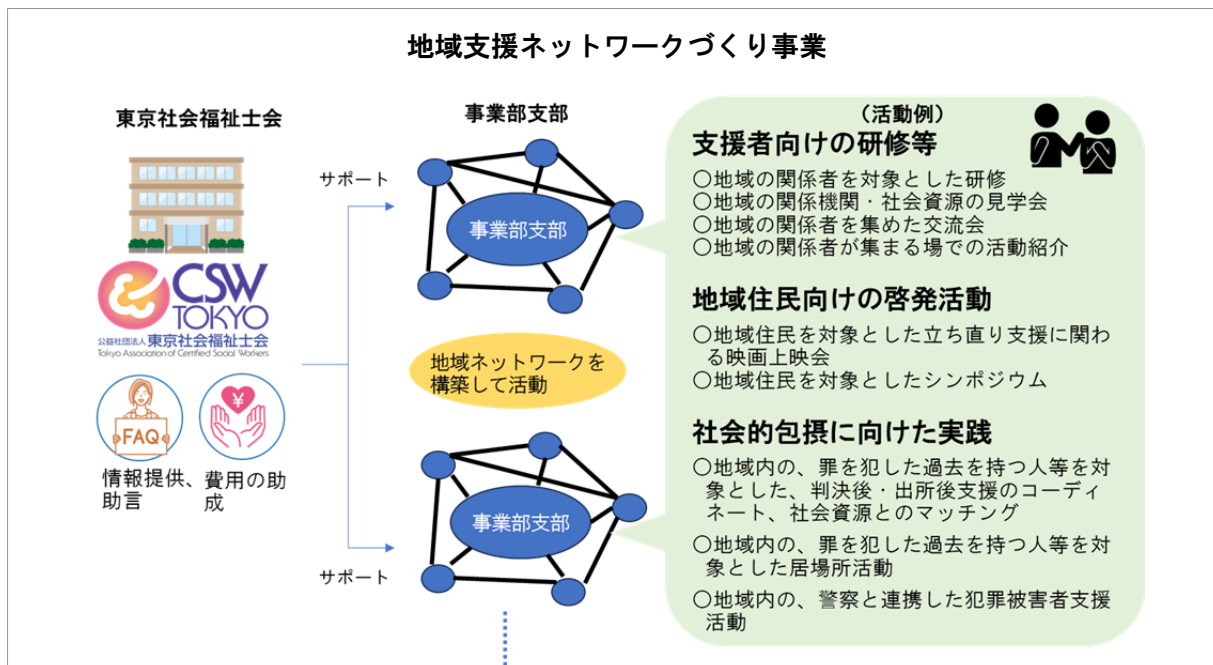 地域支援ネットワークづくり事業
東京社会福祉士会
CSW
TOKYO
公益社団法人 東京社会福祉士会
Tokyo Association of Certified Social Workers
FAQ
¥
情報提供、
助言
費用の助
成
サポート
サポート
事業部支部
事業部支部
地域ネットワークを
構築して活動
事業部支部
(活動例)
支援者向けの研修等
○地域の関係者を対象とした研修
○地域の関係機関・社会資源の見学会
○地域の関係者を集めた交流会
○地域の関係者が集まる場での活動紹介
地域住民向けの啓発活動
○地域住民を対象とした立ち直り支援に関わ
る映画上映会
○地域住民を対象としたシンポジウム
社会的包摂に向けた実践
○地域内の、罪を犯した過去を持つ人等を対
象とした、判決後・出所後支援のコーディ
ネート、社会資源とのマッチング
○地域内の、罪を犯した過去を持つ人等を対
象とした居場所活動
○地域内の、警察と連携した犯罪被害者支援
活動